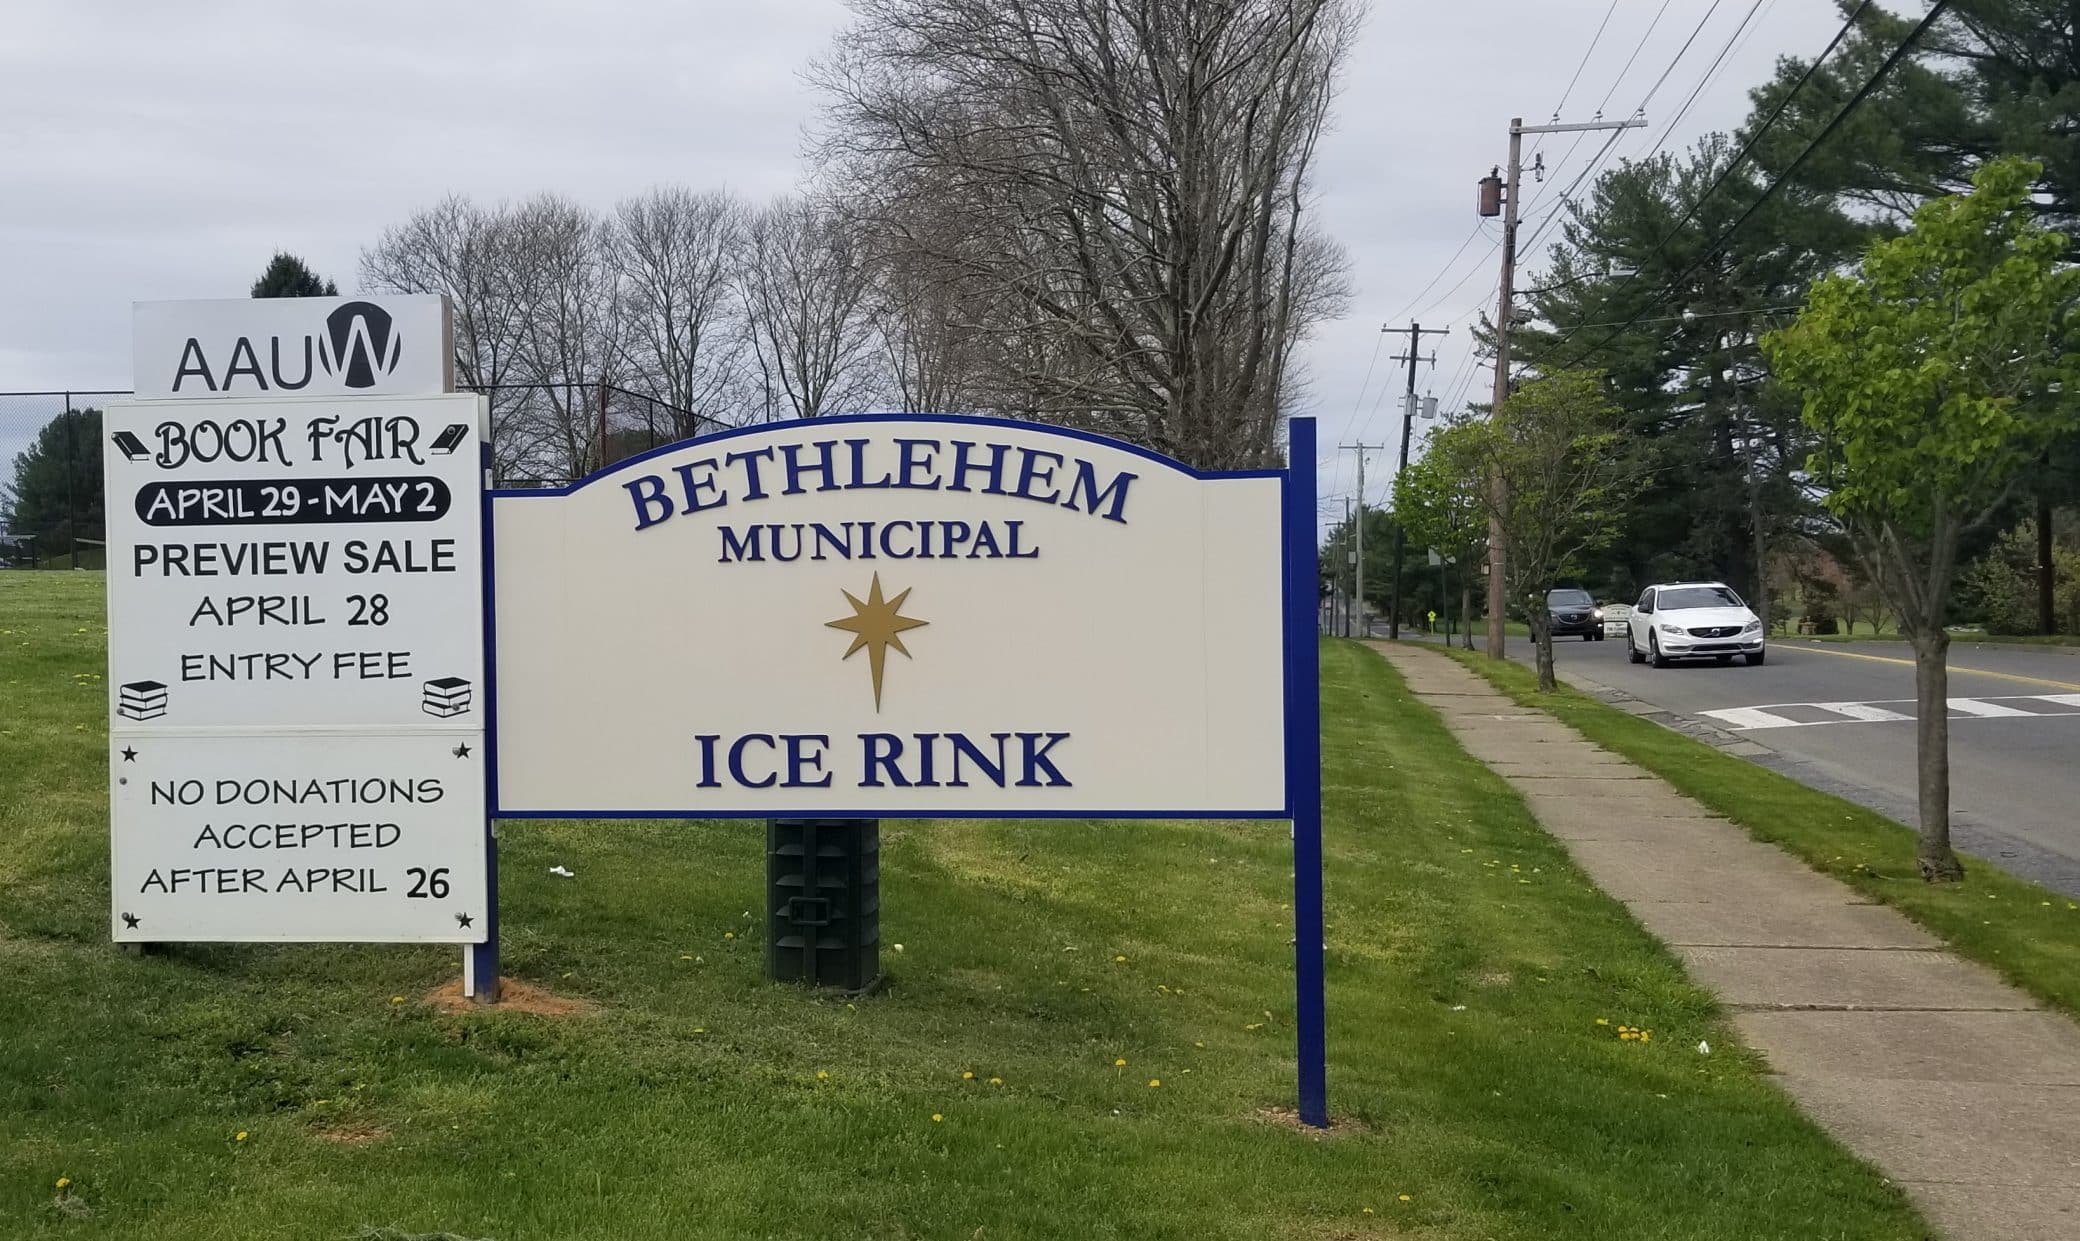 AAUW
BOOK FAIR
APRIL 29 - MAY 2
PREVIEW SALE
APRIL 28
ENTRY FEE
NO DONATIONS
ACCEPTED
AFTER APRIL 26
BETHLEHEM
MUNICIPAL
ICE RINK